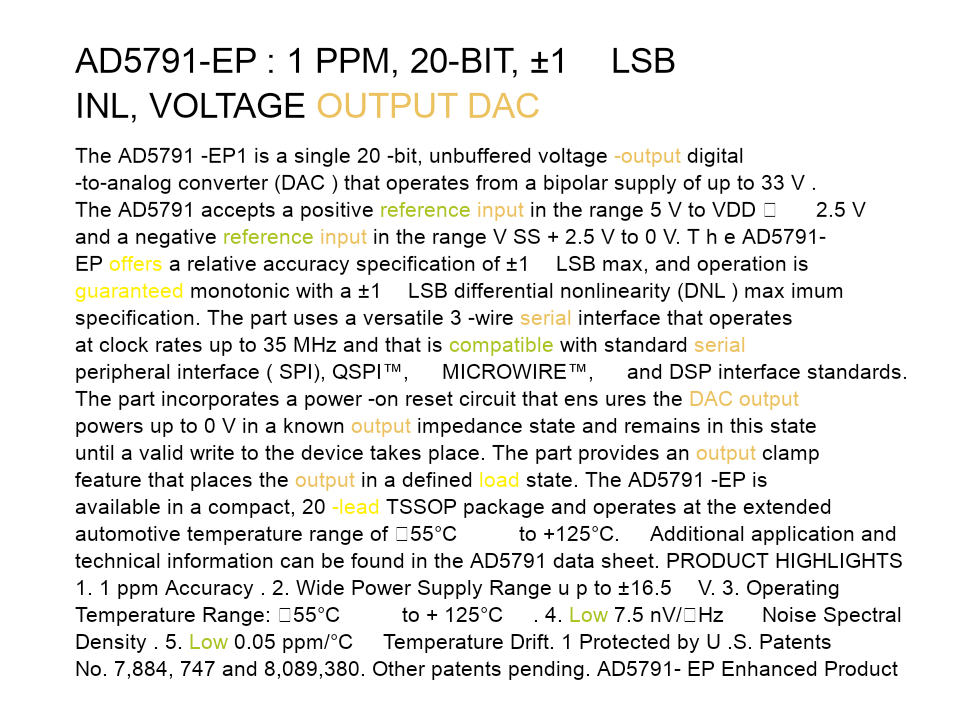 AD5791-EP : 1 PPM, 20-BIT, ±1 LSB
INL, VOLTAGE OUTPUT DAC
The AD5791 -EP1 is a single 20 -bit, unbuffered voltage -output digital
-to-analog converter (DAC ) that operates from a bipolar supply of up to 33 V .
The AD5791 accepts a positive reference input in the range 5 V to VDD □ 2.5 V
and a negative reference input in the range V SS + 2.5 V to 0 V. T h e AD5791-
EP offers a relative accuracy specification of ±1 LSB max, and operation is
guaranteed monotonic with a ±1 LSB differential nonlinearity (DNL ) max imum
specification. The part uses a versatile 3 -wire serial interface that operates
at clock rates up to 35 MHz and that is compatible with standard serial
peripheral interface ( SPI), QSPI™, MICROWIRE™, and DSP interface standards.
The part incorporates a power -on reset circuit that ens ures the DAC output
powers up to 0 V in a known output impedance state and remains in this state
until a valid write to the device takes place. The part provides an output clamp
feature that places the output in a defined load state. The AD5791 -EP is
available in a compact, 20 -lead TSSOP package and operates at the extended
automotive temperature range of □55°C to +125°C. Additional application and
technical information can be found in the AD5791 data sheet. PRODUCT HIGHLIGHTS
1. 1 ppm Accuracy . 2. Wide Power Supply Range u p to ±16.5 V. 3. Operating
Temperature Range: □55°C to + 125°C . 4. Low 7.5 nV/□Hz Noise Spectral
Density . 5. Low 0.05 ppm/°C Temperature Drift. 1 Protected by U .S. Patents
No. 7,884, 747 and 8,089,380. Other patents pending. AD5791- EP Enhanced Product